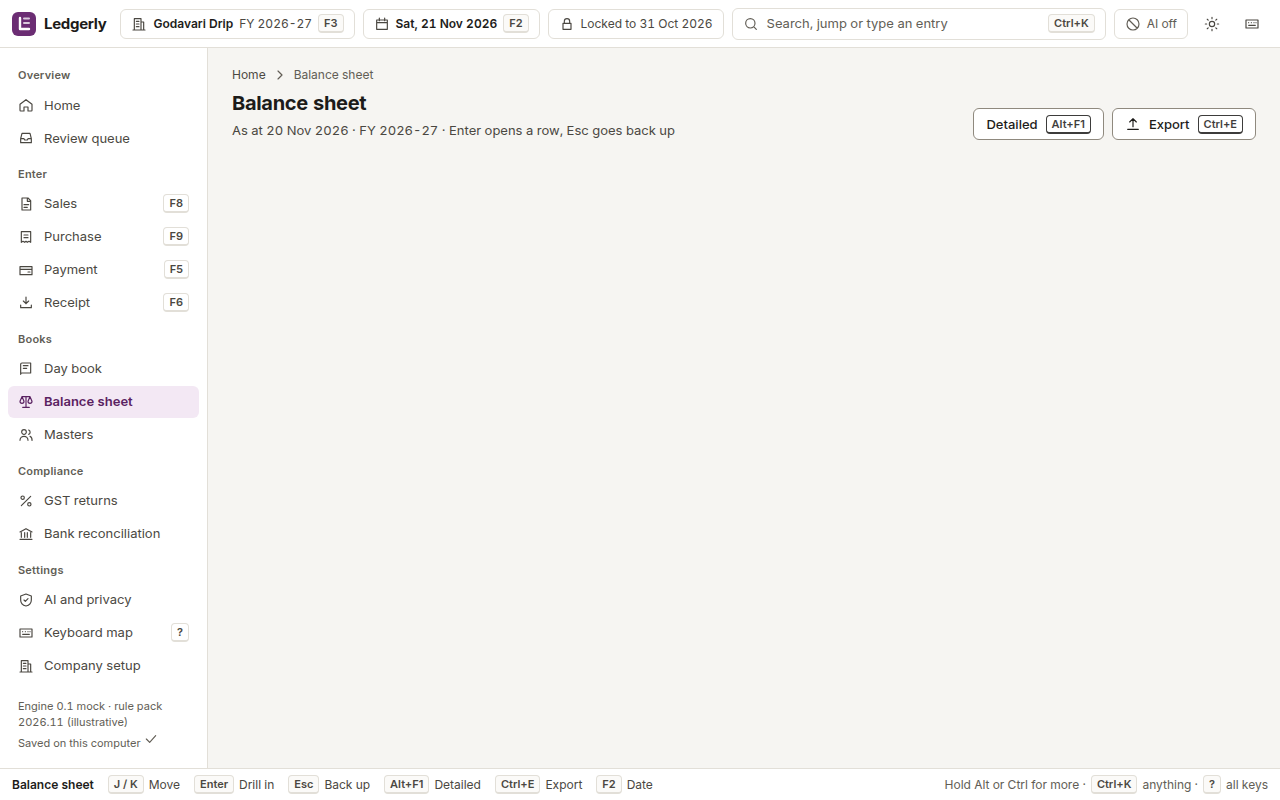 Ledgerly
Godavari Drip FY 2026-27 F3
Sat, 21 Nov 2026 F2
Locked to 31 Oct 2026
Search, jump or type an entry Ctrl+K
AI off
Overview
Home
Review queue
Enter
Sales F8
Purchase F9
Payment F5
Receipt F6
Books
Day book
Balance sheet
Masters
Compliance
GST returns
Bank reconciliation
Settings
AI and privacy
Keyboard map ?
Company setup
Engine 0.1 mock · rule pack
2026.11 (illustrative)
Saved on this computer
Home Balance sheet
Balance sheet
As at 20 Nov 2026 · FY 2026-27 · Enter opens a row, Esc goes back up
Detailed Alt+F1
Export Ctrl+E
Balance sheet J / K Move Enter Drill in Esc Back up Alt+F1 Detailed Ctrl+E Export F2 Date
Hold Alt or Ctrl for more · Ctrl+K anything · ? all keys